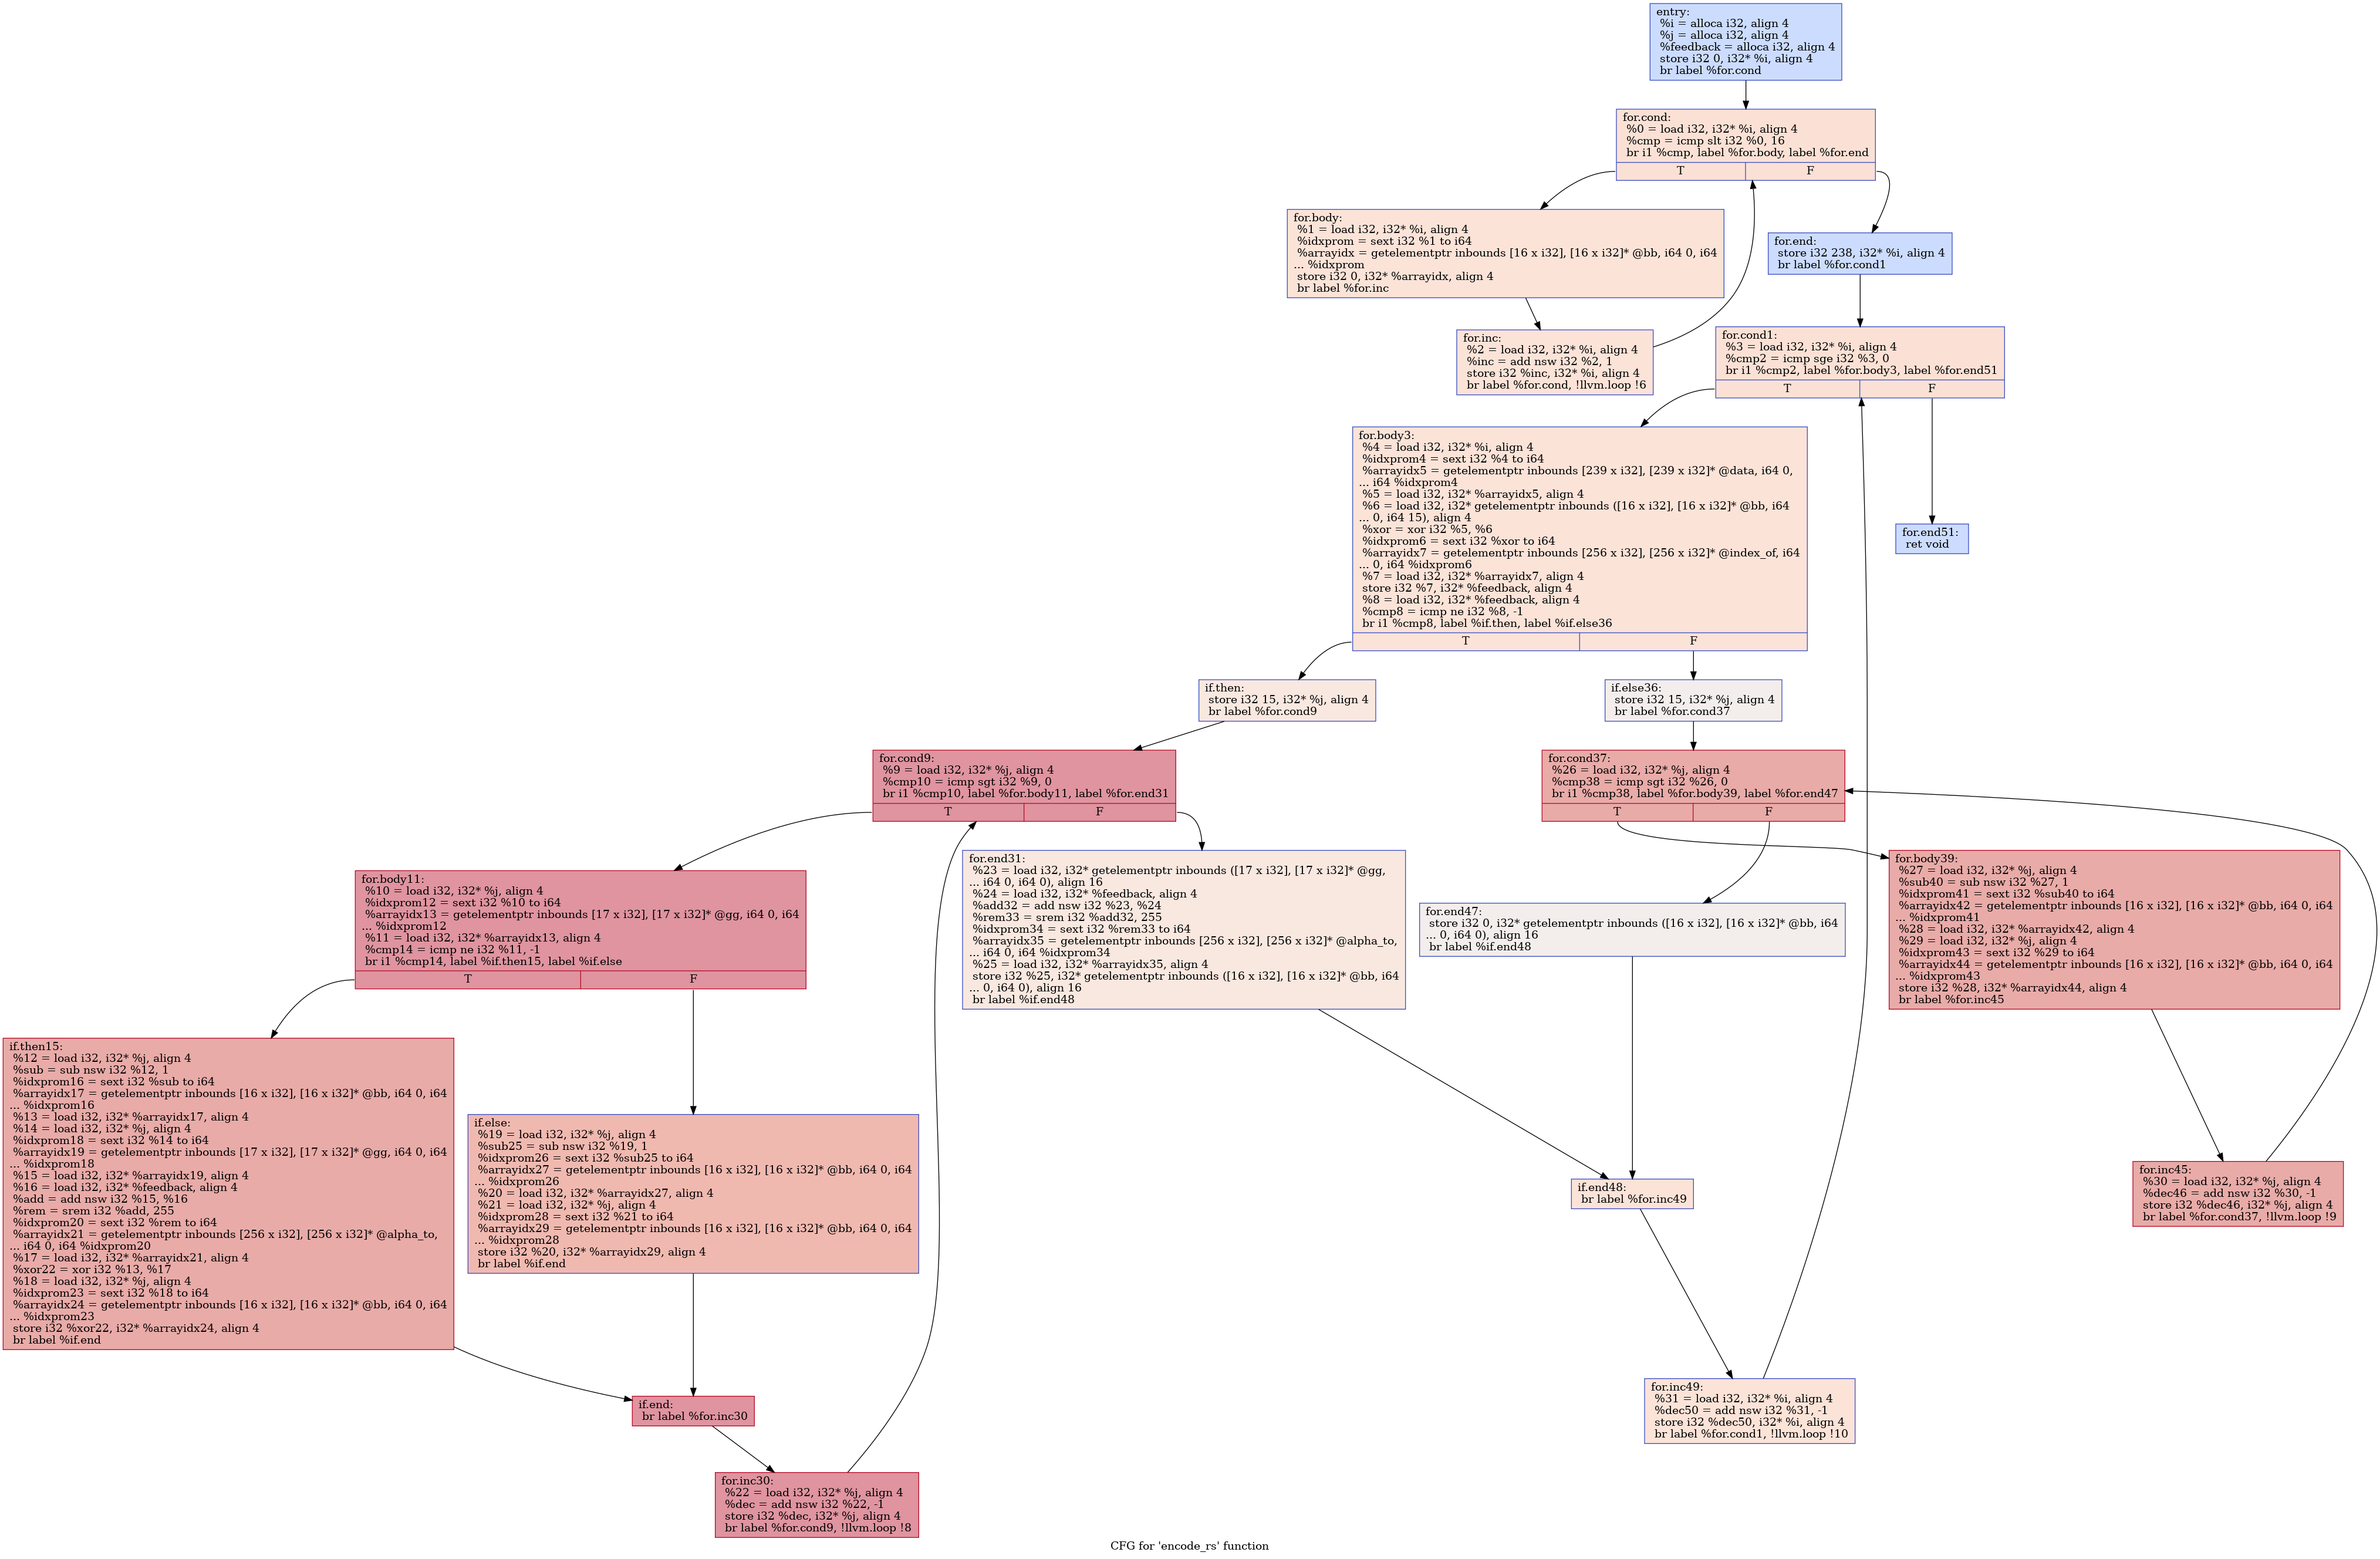 entry:
%i = alloca i32, align 4
%j = alloca i32, align 4
%feedback = alloca i32, align 4
store i32 0, i32* %i, align 4
br label %for.cond
for.cond:
%0 = load i32, i32* %i, align 4
%cmp = icmp slt i32 %0, 16
br i1 %cmp, label %for.body, label %for.end
T
F
for.body:
%1 = load i32, i32* %i, align 4
%idxprom = sext i32 %1 to i64
%arrayidx = getelementptr inbounds [16 x i32], [16 x i32]* @bb, i64 0, i64
... %idxprom
store i32 0, i32* %arrayidx, align 4
br label %for.inc
for.end:
store i32 238, i32* %i, align 4
br label %for.cond1
for.inc:
%2 = load i32, i32* %i, align 4
%inc = add nsw i32 %2, 1
store i32 %inc, i32* %i, align 4
br label %for.cond, !llvm.loop !6
for.cond1:
%3 = load i32, i32* %i, align 4
%cmp2 = icmp sge i32 %3, 0
br i1 %cmp2, label %for.body3, label %for.end51
T
F
for.body3:
%4 = load i32, i32* %i, align 4
%idxprom4 = sext i32 %4 to i64
%arrayidx5 = getelementptr inbounds [239 x i32], [239 x i32]* @data, i64 0,
... i64 %idxprom4
%5 = load i32, i32* %arrayidx5, align 4
%6 = load i32, i32* getelementptr inbounds ([16 x i32], [16 x i32]* @bb, i64
... 0, i64 15), align 4
%xor = xor i32 %5, %6
%idxprom6 = sext i32 %xor to i64
%arrayidx7 = getelementptr inbounds [256 x i32], [256 x i32]* @index_of, i64
... 0, i64 %idxprom6
%7 = load i32, i32* %arrayidx7, align 4
store i32 %7, i32* %feedback, align 4
%8 = load i32, i32* %feedback, align 4
%cmp8 = icmp ne i32 %8, -1
br i1 %cmp8, label %if.then, label %if.else36
T
F
for.end51:
ret void
if.then:
store i32 15, i32* %j, align 4
br label %for.cond9
if.else36:
store i32 15, i32* %j, align 4
br label %for.cond37
for.cond9:
%9 = load i32, i32* %j, align 4
%cmp10 = icmp sgt i32 %9, 0
br i1 %cmp10, label %for.body11, label %for.end31
T
F
for.cond37:
%26 = load i32, i32* %j, align 4
%cmp38 = icmp sgt i32 %26, 0
br i1 %cmp38, label %for.body39, label %for.end47
T
F
for.body11:
%10 = load i32, i32* %j, align 4
%idxprom12 = sext i32 %10 to i64
%arrayidx13 = getelementptr inbounds [17 x i32], [17 x i32]* @gg, i64 0, i64
... %idxprom12
%11 = load i32, i32* %arrayidx13, align 4
%cmp14 = icmp ne i32 %11, -1
br i1 %cmp14, label %if.then15, label %if.else
T
F
for.end31:
%23 = load i32, i32* getelementptr inbounds ([17 x i32], [17 x i32]* @gg,
... i64 0, i64 0), align 16
%24 = load i32, i32* %feedback, align 4
%add32 = add nsw i32 %23, %24
%rem33 = srem i32 %add32, 255
%idxprom34 = sext i32 %rem33 to i64
%arrayidx35 = getelementptr inbounds [256 x i32], [256 x i32]* @alpha_to,
... i64 0, i64 %idxprom34
%25 = load i32, i32* %arrayidx35, align 4
store i32 %25, i32* getelementptr inbounds ([16 x i32], [16 x i32]* @bb, i64
... 0, i64 0), align 16
br label %if.end48
for.end47:
store i32 0, i32* getelementptr inbounds ([16 x i32], [16 x i32]* @bb, i64
... 0, i64 0), align 16
br label %if.end48
for.body39:
%27 = load i32, i32* %j, align 4
%sub40 = sub nsw i32 %27, 1
%idxprom41 = sext i32 %sub40 to i64
%arrayidx42 = getelementptr inbounds [16 x i32], [16 x i32]* @bb, i64 0, i64
... %idxprom41
%28 = load i32, i32* %arrayidx42, align 4
%29 = load i32, i32* %j, align 4
%idxprom43 = sext i32 %29 to i64
%arrayidx44 = getelementptr inbounds [16 x i32], [16 x i32]* @bb, i64 0, i64
... %idxprom43
store i32 %28, i32* %arrayidx44, align 4
br label %for.inc45
if.then15:
%12 = load i32, i32* %j, align 4
%sub = sub nsw i32 %12, 1
%idxprom16 = sext i32 %sub to i64
%arrayidx17 = getelementptr inbounds [16 x i32], [16 x i32]* @bb, i64 0, i64
... %idxprom16
%13 = load i32, i32* %arrayidx17, align 4
%14 = load i32, i32* %j, align 4
%idxprom18 = sext i32 %14 to i64
%arrayidx19 = getelementptr inbounds [17 x i32], [17 x i32]* @gg, i64 0, i64
... %idxprom18
%15 = load i32, i32* %arrayidx19, align 4
%16 = load i32, i32* %feedback, align 4
%add = add nsw i32 %15, %16
%rem = srem i32 %add, 255
%idxprom20 = sext i32 %rem to i64
%arrayidx21 = getelementptr inbounds [256 x i32], [256 x i32]* @alpha_to,
... i64 0, i64 %idxprom20
%17 = load i32, i32* %arrayidx21, align 4
%xor22 = xor i32 %13, %17
%18 = load i32, i32* %j, align 4
%idxprom23 = sext i32 %18 to i64
%arrayidx24 = getelementptr inbounds [16 x i32], [16 x i32]* @bb, i64 0, i64
... %idxprom23
store i32 %xor22, i32* %arrayidx24, align 4
br label %if.end
if.else:
%19 = load i32, i32* %j, align 4
%sub25 = sub nsw i32 %19, 1
%idxprom26 = sext i32 %sub25 to i64
%arrayidx27 = getelementptr inbounds [16 x i32], [16 x i32]* @bb, i64 0, i64
... %idxprom26
%20 = load i32, i32* %arrayidx27, align 4
%21 = load i32, i32* %j, align 4
%idxprom28 = sext i32 %21 to i64
%arrayidx29 = getelementptr inbounds [16 x i32], [16 x i32]* @bb, i64 0, i64
... %idxprom28
store i32 %20, i32* %arrayidx29, align 4
br label %if.end
if.end48:
br label %for.inc49
for.inc45:
%30 = load i32, i32* %j, align 4
%dec46 = add nsw i32 %30, -1
store i32 %dec46, i32* %j, align 4
br label %for.cond37, !llvm.loop !9
if.end:
br label %for.inc30
for.inc49:
%31 = load i32, i32* %i, align 4
%dec50 = add nsw i32 %31, -1
store i32 %dec50, i32* %i, align 4
br label %for.cond1, !llvm.loop !10
for.inc30:
%22 = load i32, i32* %j, align 4
%dec = add nsw i32 %22, -1
store i32 %dec, i32* %j, align 4
br label %for.cond9, !llvm.loop !8
CFG for 'encode_rs' function